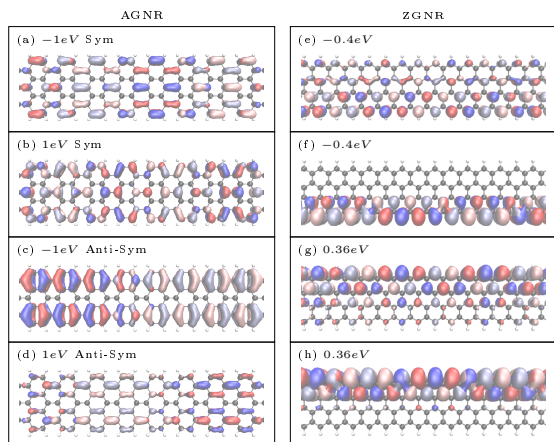 AGNR
ZGNR
(a) −1eV Sym
(b) 1eV Sym
(c) −1eV Anti-Sym
(d) 1eV Anti-Sym
(e) −0.4eV
(f) −0.4eV
(g) 0.36eV
(h) 0.36eV